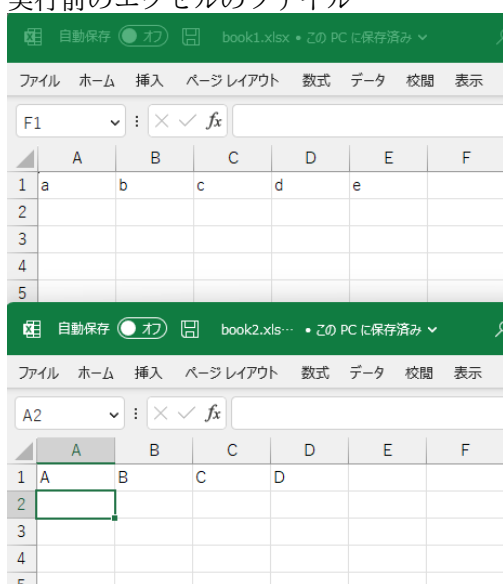 実行前のエクセルのファイル
自動保存 オフ book1.xlsx • この PC に保存済み
ファイル ホーム 挿入 ページ レイアウト 数式 データ 校閲 表示
F1 fx
A B C D E F
1 a b c d e
2
3
4
5
自動保存 オフ book2.xls… • この PC に保存済み
ファイル ホーム 挿入 ページ レイアウト 数式 データ 校閲 表示
A2 fx
A B C D E F
1 A B C D
2
3
4
5